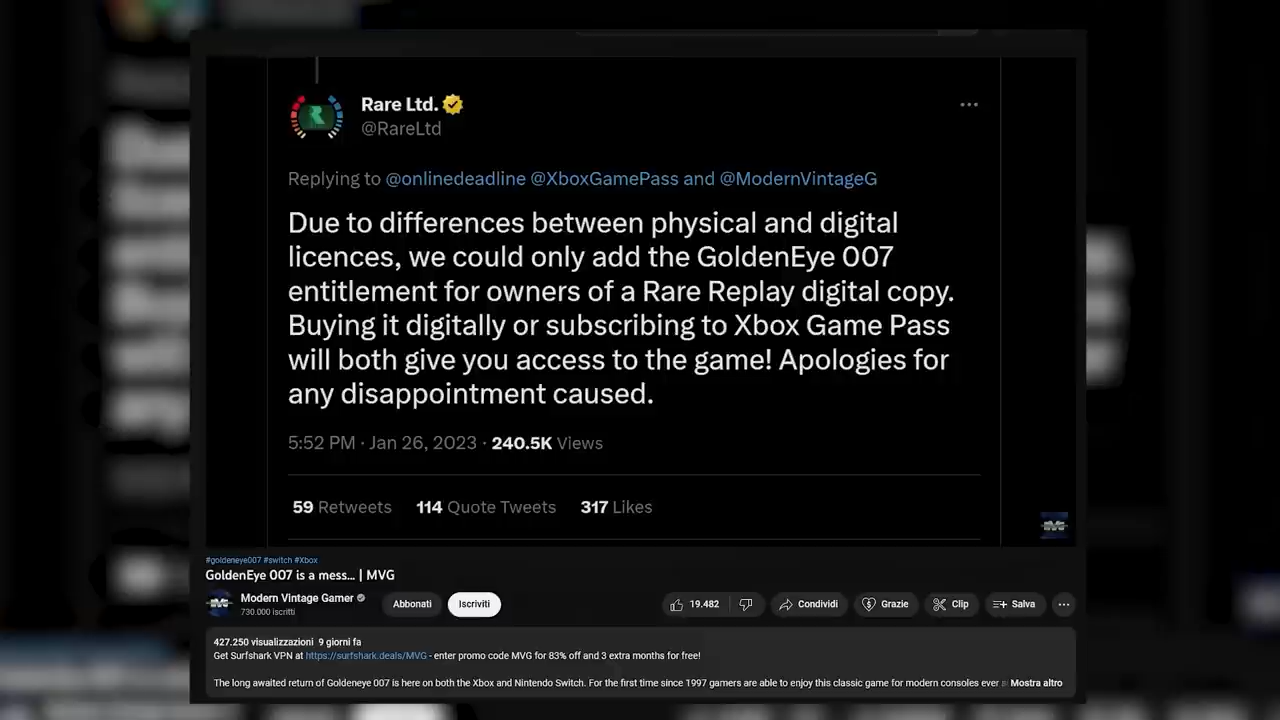 Rare Ltd.
@RareLtd
Replying to @onlinedeadline @XboxGamePass and @ModernVintageG
Due to differences between physical and digital
licences, we could only add the GoldenEye 007
entitlement for owners of a Rare Replay digital copy.
Buying it digitally or subscribing to Xbox Game Pass
will both give you access to the game! Apologies for
any disappointment caused.
5:52 PM · Jan 26, 2023 · 240.5K Views
59 Retweets 114 Quote Tweets 317 Likes
#goldeneye007 #switch #Xbox
GoldenEye 007 is a mess... | MVG
Modern Vintage Gamer
730.000 iscritti
Abbonati
Iscriviti
19.482
Condividi
Grazie
Clip
Salva
427.250 visualizzazioni 9 giorni fa
Get Surfshark VPN at https://surfshark.deals/MVG - enter promo code MVG for 83% off and 3 extra months for free!
The long awaited return of Goldeneye 007 is here on both the Xbox and Nintendo Switch. For the first time since 1997 gamers are able to enjoy this classic game for modern consoles ever Mostra altro